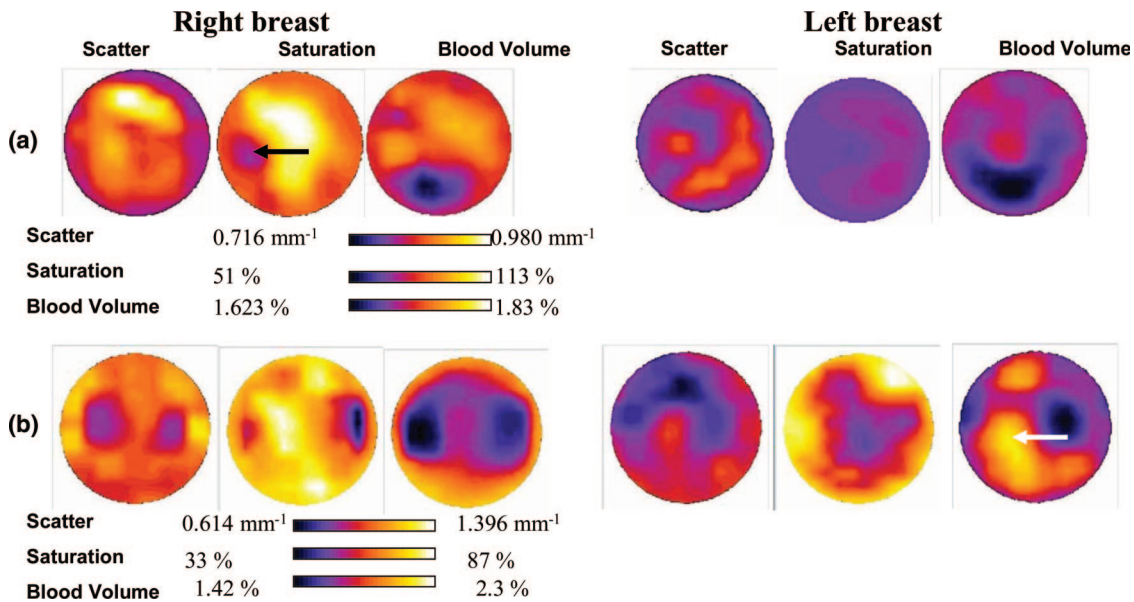 Right breast
Left breast
Scatter Saturation Blood Volume
Scatter Saturation Blood Volume
(a)
Scatter 0.716 mm⁻¹ 0.980 mm⁻¹
Saturation 51 % 113 %
Blood Volume 1.623 % 1.83 %
(b)
Scatter 0.614 mm⁻¹ 1.396 mm⁻¹
Saturation 33 % 87 %
Blood Volume 1.42 % 2.3 %